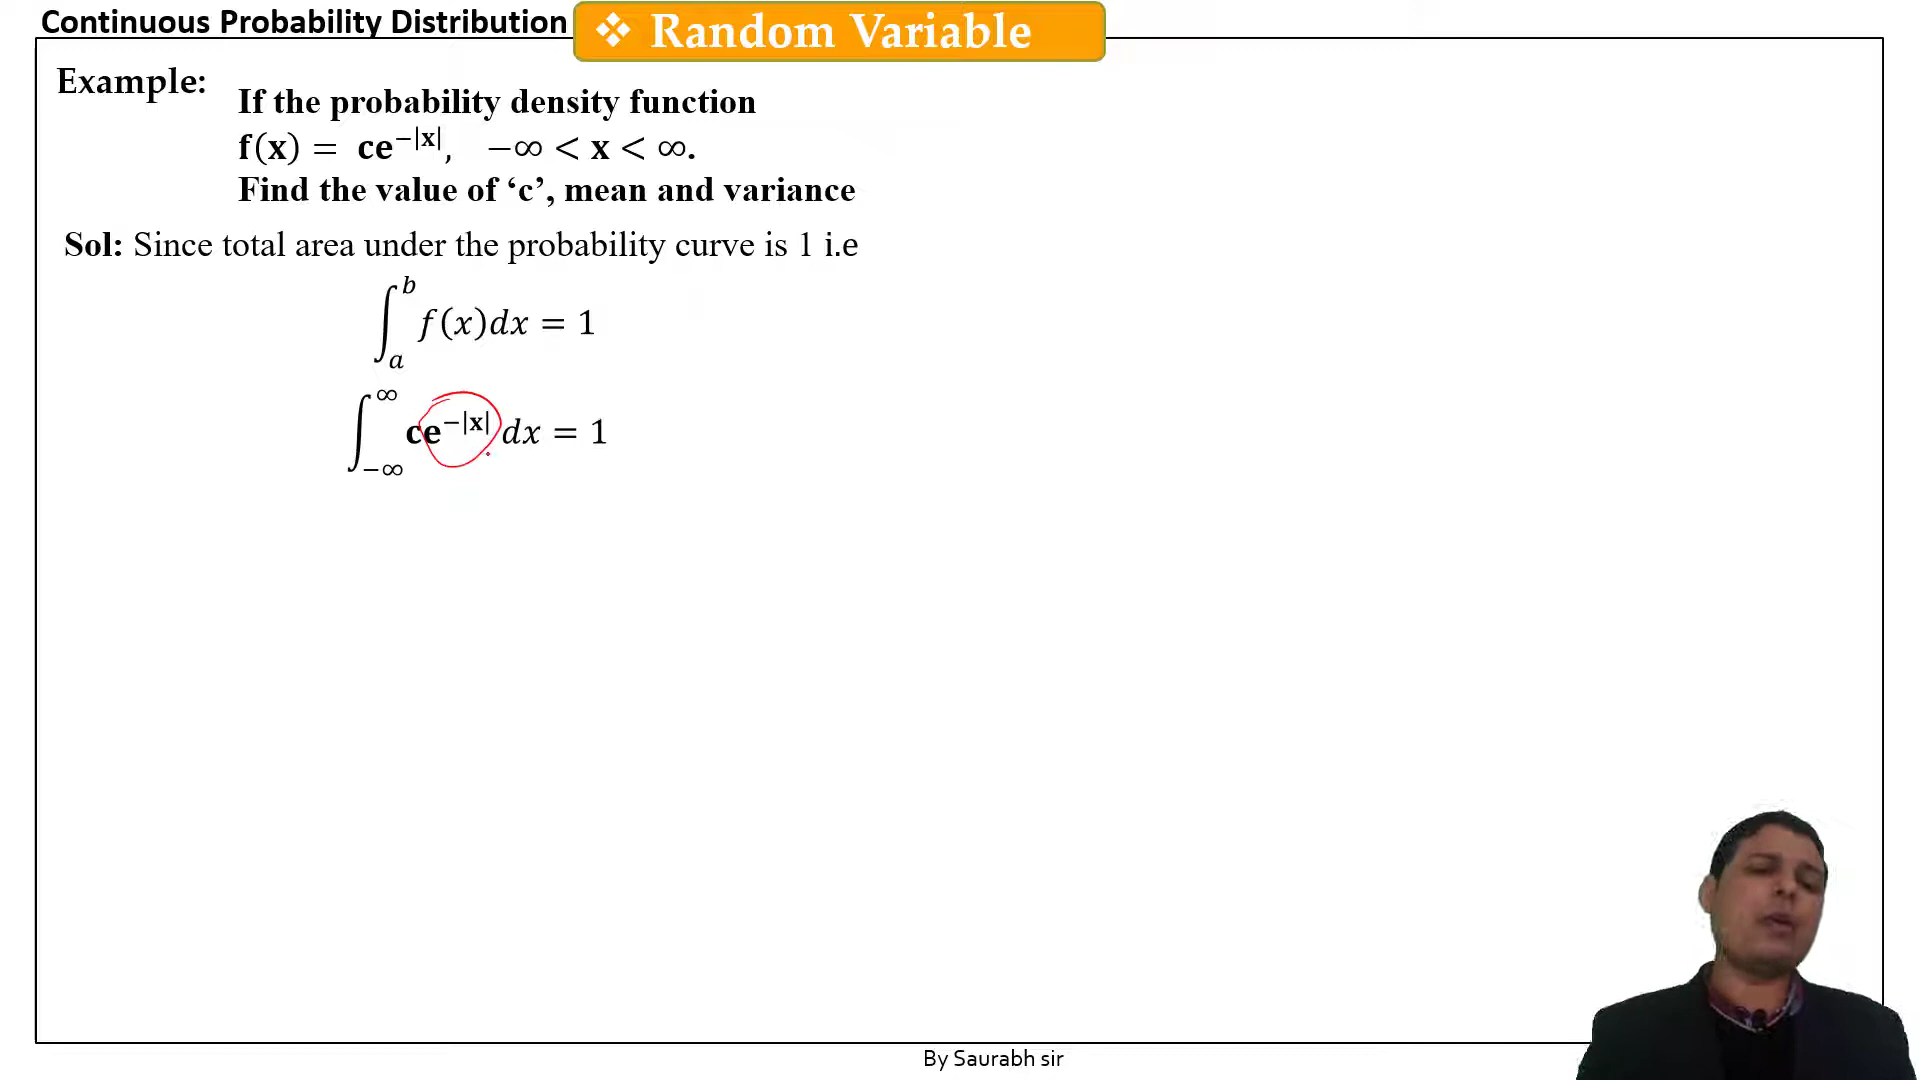 Continuous Probability Distribution
❖ Random Variable
Example:
If the probability density function
f(x) = ce^{−|x|}, −∞ < x < ∞.
Find the value of ‘c’, mean and variance
Sol: Since total area under the probability curve is 1 i.e
∫_a^b f(x)dx = 1
∫_{−∞}^{∞} ce^{−|x|} dx = 1
By Saurabh sir